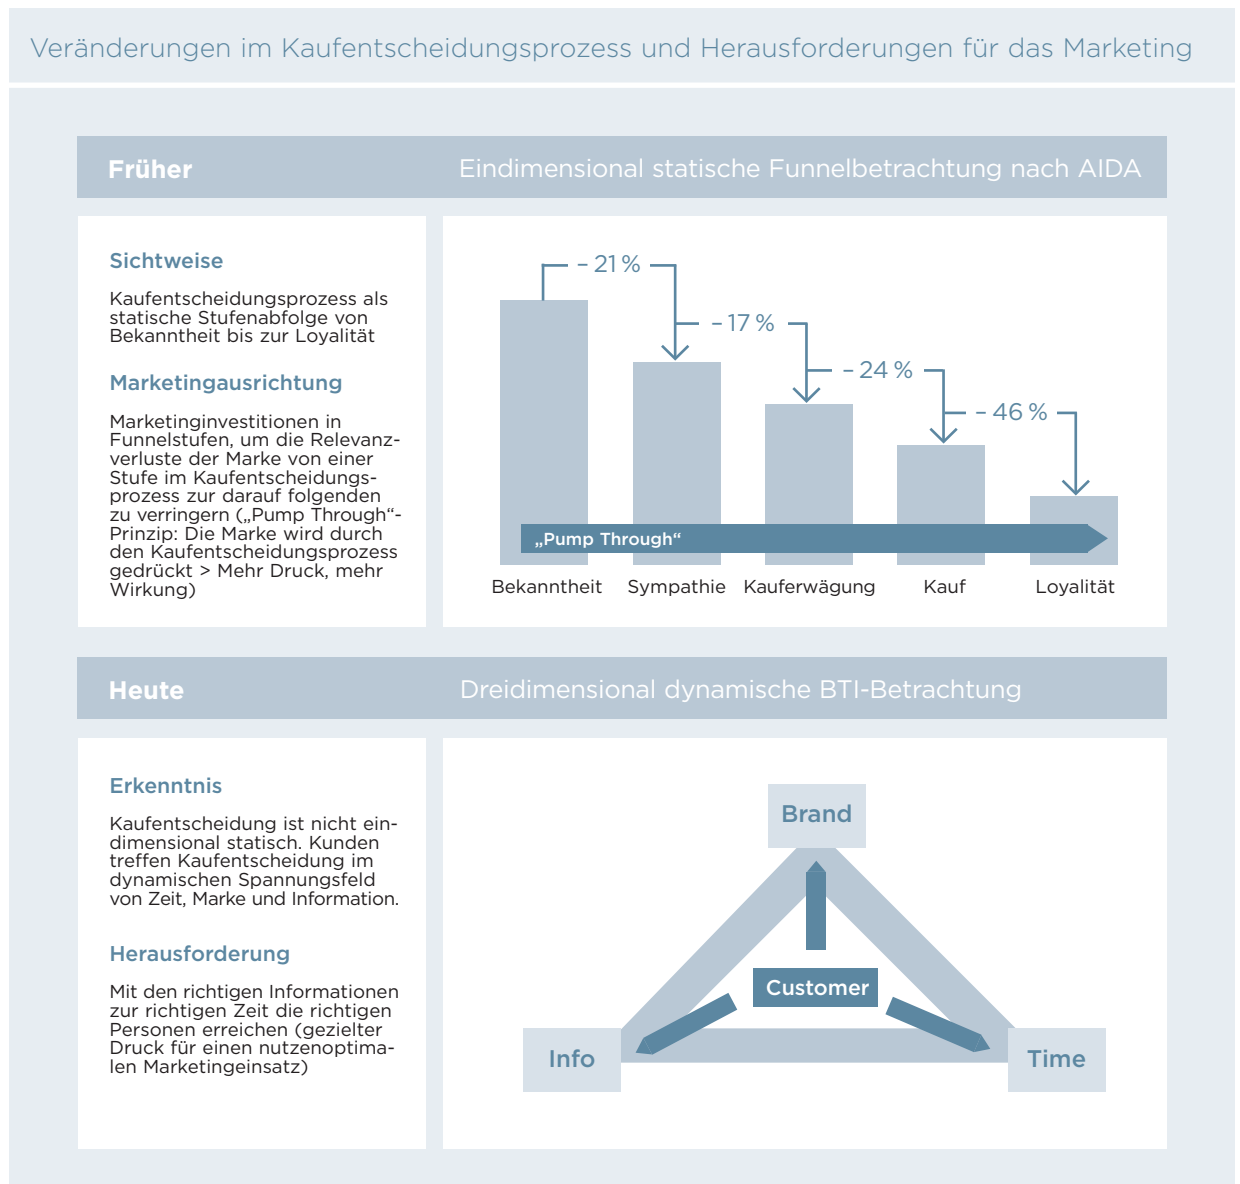 Veränderungen im Kaufentscheidungsprozess und Herausforderungen für das Marketing
Früher
Eindimensional statische Funnelbetrachtung nach AIDA
Sichtweise
Kaufentscheidungsprozess als
statische Stufenabfolge von
Bekanntheit bis zur Loyalität
Marketingausrichtung
Marketinginvestitionen in
Funnelstufen, um die Relevanz-
verluste der Marke von einer
Stufe im Kaufentscheidungs-
prozess zur darauf folgenden
zu verringern („Pump Through“-
Prinzip: Die Marke wird durch
den Kaufentscheidungsprozess
gedrückt > Mehr Druck, mehr
Wirkung)
– 21 %
– 17 %
– 24 %
– 46 %
„Pump Through“
Bekanntheit
Sympathie
Kauferwägung
Kauf
Loyalität
Heute
Dreidimensional dynamische BTI-Betrachtung
Erkenntnis
Kaufentscheidung ist nicht ein-
dimensional statisch. Kunden
treffen Kaufentscheidung im
dynamischen Spannungsfeld
von Zeit, Marke und Information.
Herausforderung
Mit den richtigen Informationen
zur richtigen Zeit die richtigen
Personen erreichen (gezielter
Druck für einen nutzenoptima-
len Marketingeinsatz)
Brand
Customer
Info
Time